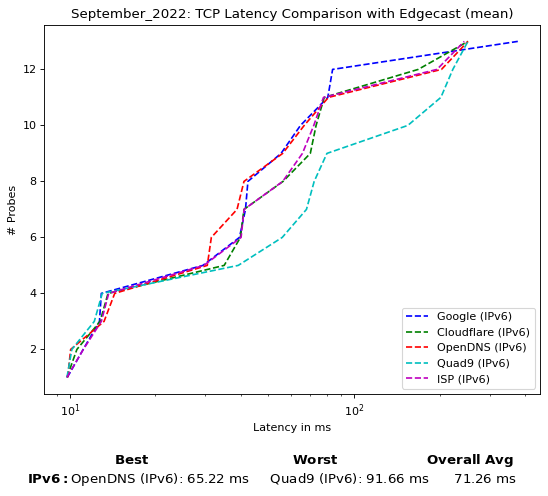 September_2022: TCP Latency Comparison with Edgecast (mean)
12
10
8
6
4
2
# Probes
10^1
10^2
Latency in ms
Google (IPv6)
Cloudflare (IPv6)
OpenDNS (IPv6)
Quad9 (IPv6)
ISP (IPv6)
Best Worst Overall Avg
IPv6: OpenDNS (IPv6): 65.22 ms Quad9 (IPv6): 91.66 ms 71.26 ms